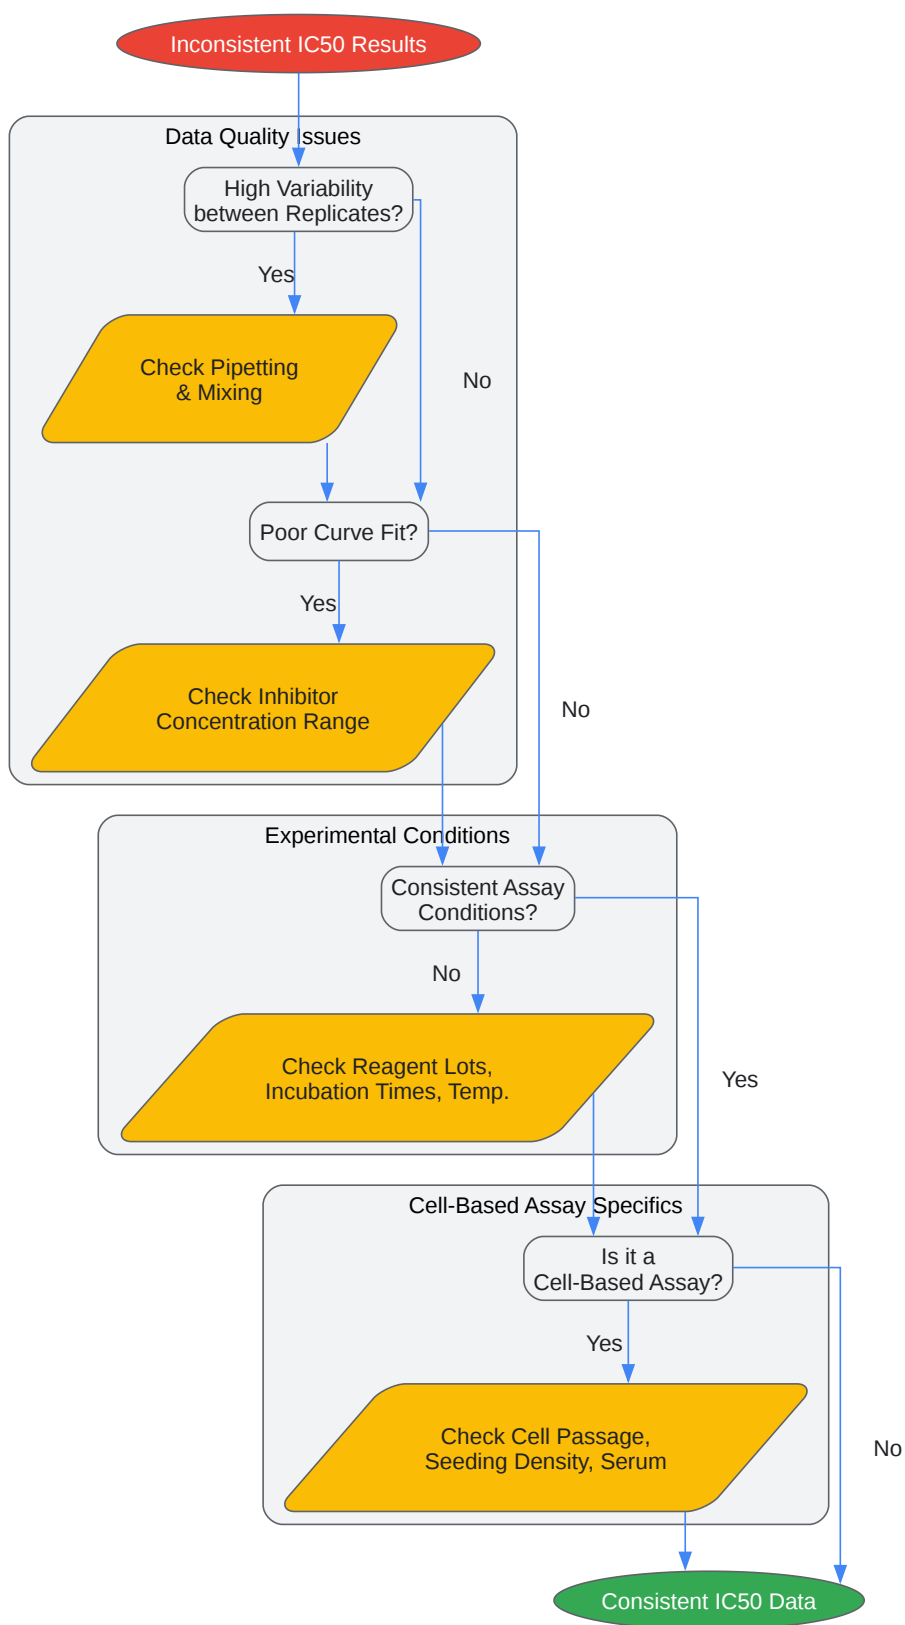 Inconsistent IC50 Results
Data Quality Issues
High Variability
between Replicates?
Yes
Check Pipetting
& Mixing
No
Poor Curve Fit?
Yes
Check Inhibitor
Concentration Range
No
Experimental Conditions
Consistent Assay
Conditions?
No
Check Reagent Lots,
Incubation Times, Temp.
Yes
Cell-Based Assay Specifics
Is it a
Cell-Based Assay?
Yes
Check Cell Passage,
Seeding Density, Serum
No
Consistent IC50 Data